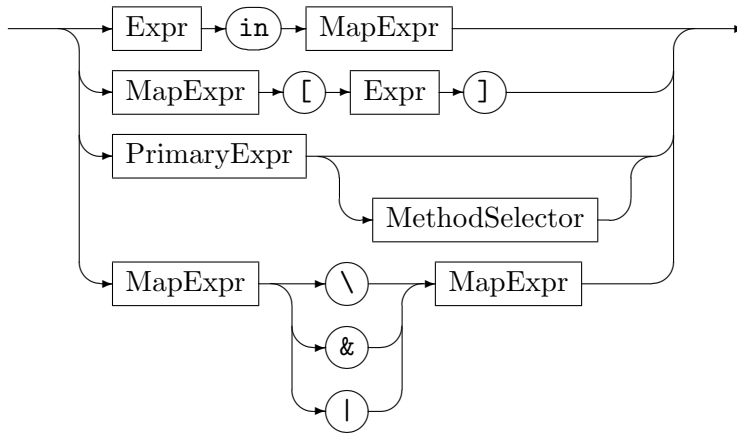 Expr in MapExpr
MapExpr [ Expr ]
PrimaryExpr
MethodSelector
MapExpr \ MapExpr
&
|